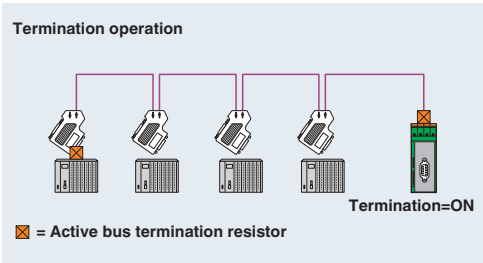 Termination operation
Termination=ON
= Active bus termination resistor